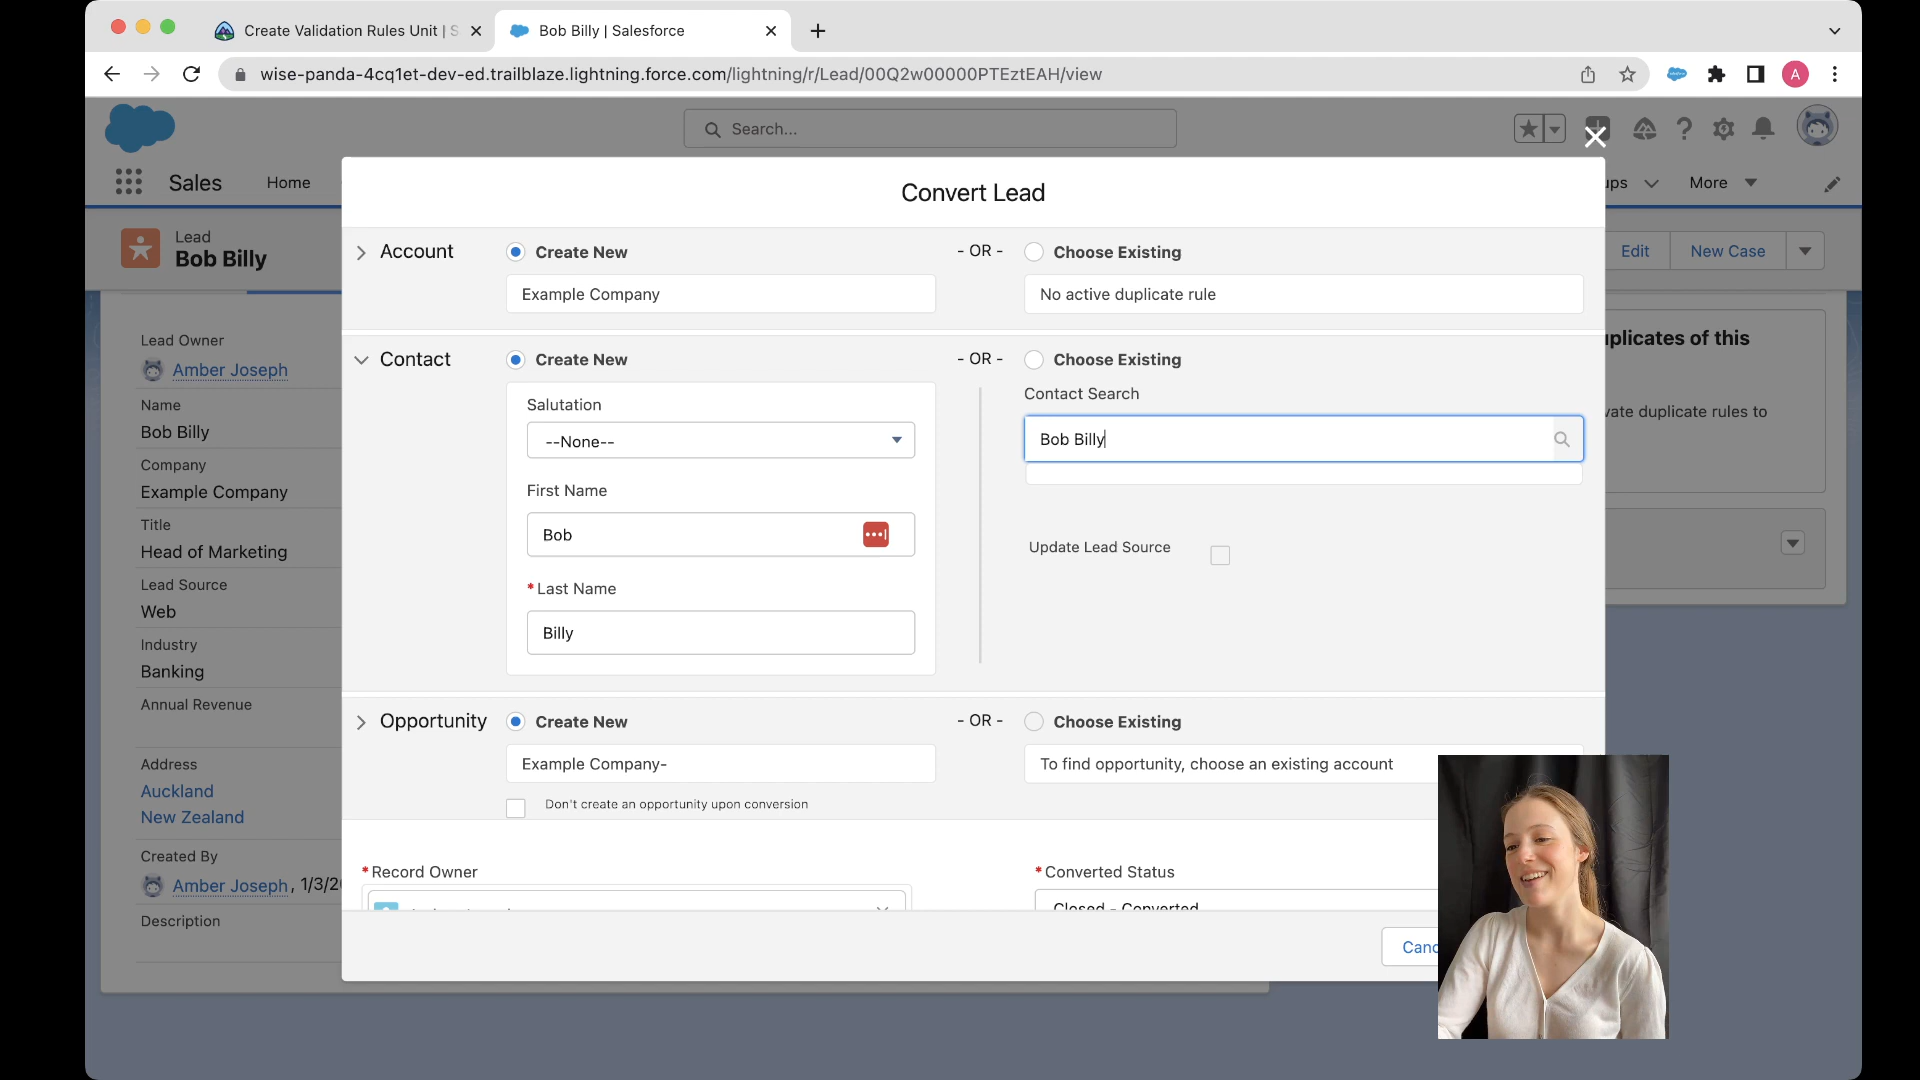 Create Validation Rules Unit | S
Bob Billy | Salesforce
wise-panda-4cq1et-dev-ed.trailblaze.lightning.force.com/lightning/r/Lead/00Q2w00000PTEztEAH/view
A
Search...
Sales
Home
ups
More
Lead
Bob Billy
Edit
New Case
Convert Lead
Account
Create New
- OR -
Choose Existing
Example Company
No active duplicate rule
Contact
Create New
- OR -
Choose Existing
Salutation
--None--
First Name
Bob
* Last Name
Billy
Contact Search
Bob Billy
Update Lead Source
Opportunity
Create New
- OR -
Choose Existing
Example Company-
To find opportunity, choose an existing account
Don't create an opportunity upon conversion
* Record Owner
* Converted Status
Closed - Converted
Canc
Lead Owner
Amber Joseph
Name
Bob Billy
Company
Example Company
Title
Head of Marketing
Lead Source
Web
Industry
Banking
Annual Revenue
Address
Auckland
New Zealand
Created By
Amber Joseph, 1/3/20
Description
plicates of this
vate duplicate rules to